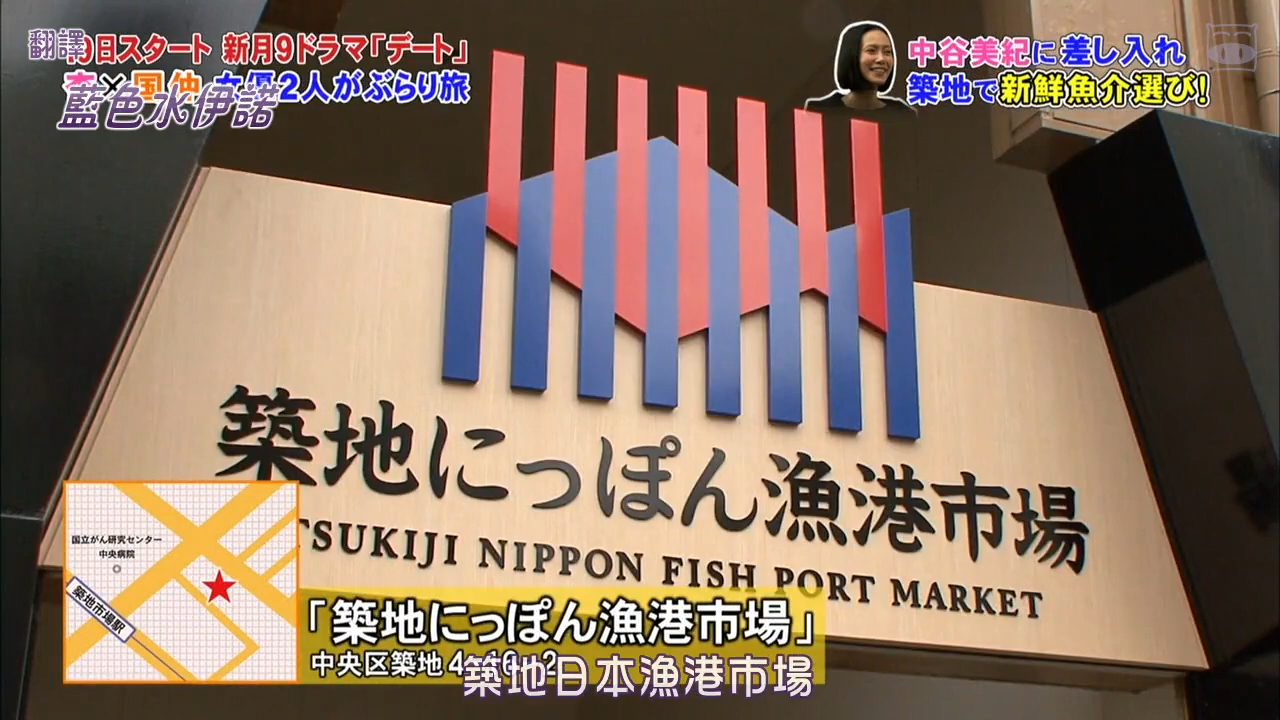 翻譯
9日スタート 新月9ドラマ「デート」
杏×国仲 女優2人がぶらり旅
藍色水伊諾
中谷美紀に差し入れ
築地で新鮮魚介選び!
築地にっぽん漁港市場
TSUKIJI NIPPON FISH PORT MARKET
国立がん研究センター
中央病院
築地市場駅
「築地にっぽん漁港市場」
中央区築地4
築地日本漁港市場